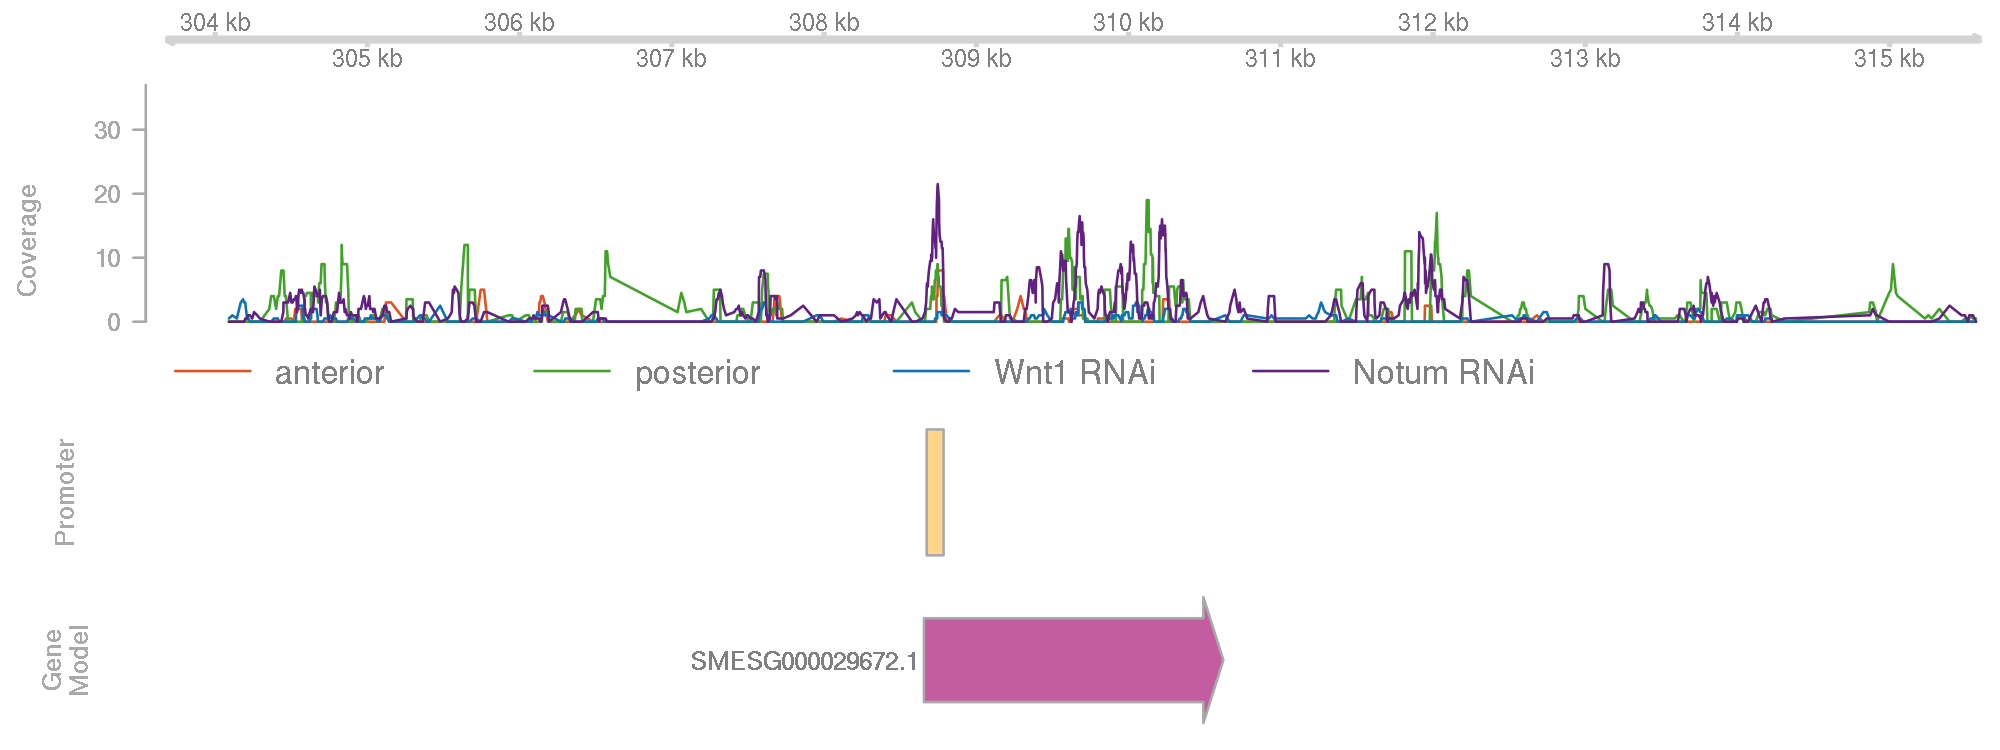 304 kb 306 kb 308 kb 310 kb 312 kb 314 kb
305 kb 307 kb 309 kb 311 kb 313 kb 315 kb
Coverage
30
20
10
0
anterior posterior Wnt1 RNAi Notum RNAi
Promoter
Gene
Model
SMESG000029672.1